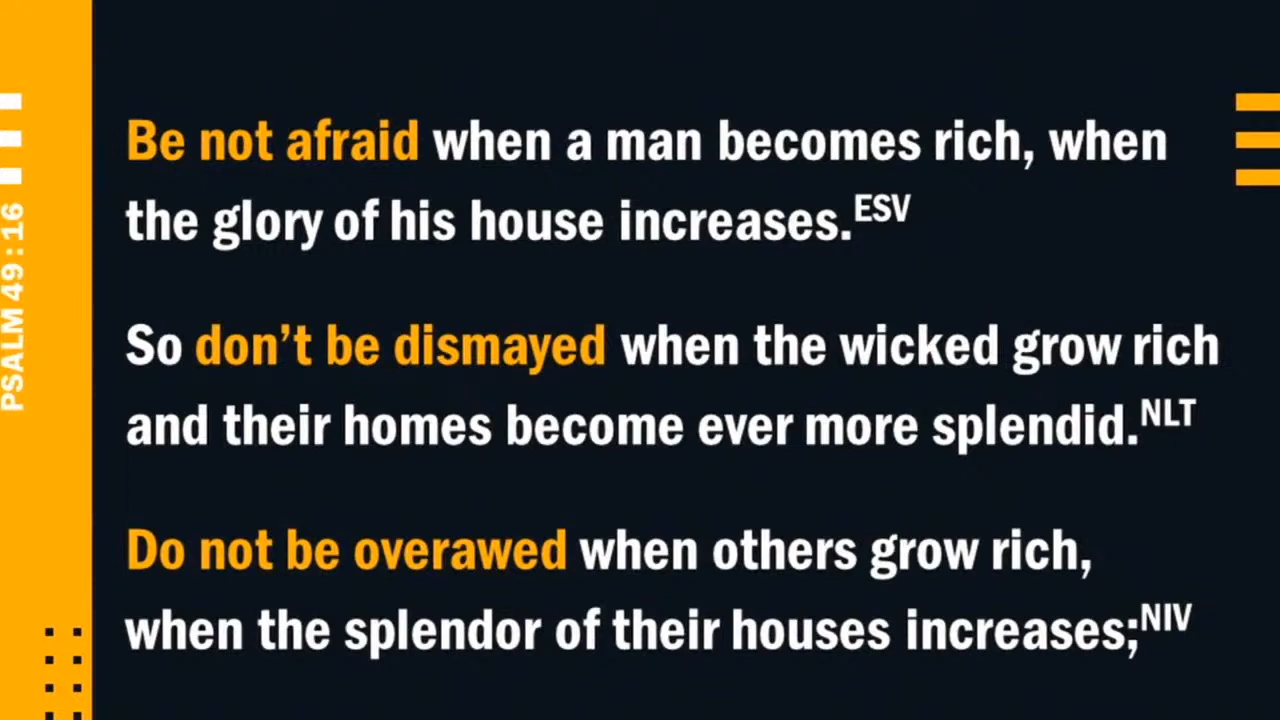 PSALM 49:16
Be not afraid when a man becomes rich, when
the glory of his house increases.ESV
So don’t be dismayed when the wicked grow rich
and their homes become ever more splendid.NLT
Do not be overawed when others grow rich,
when the splendor of their houses increases;NIV